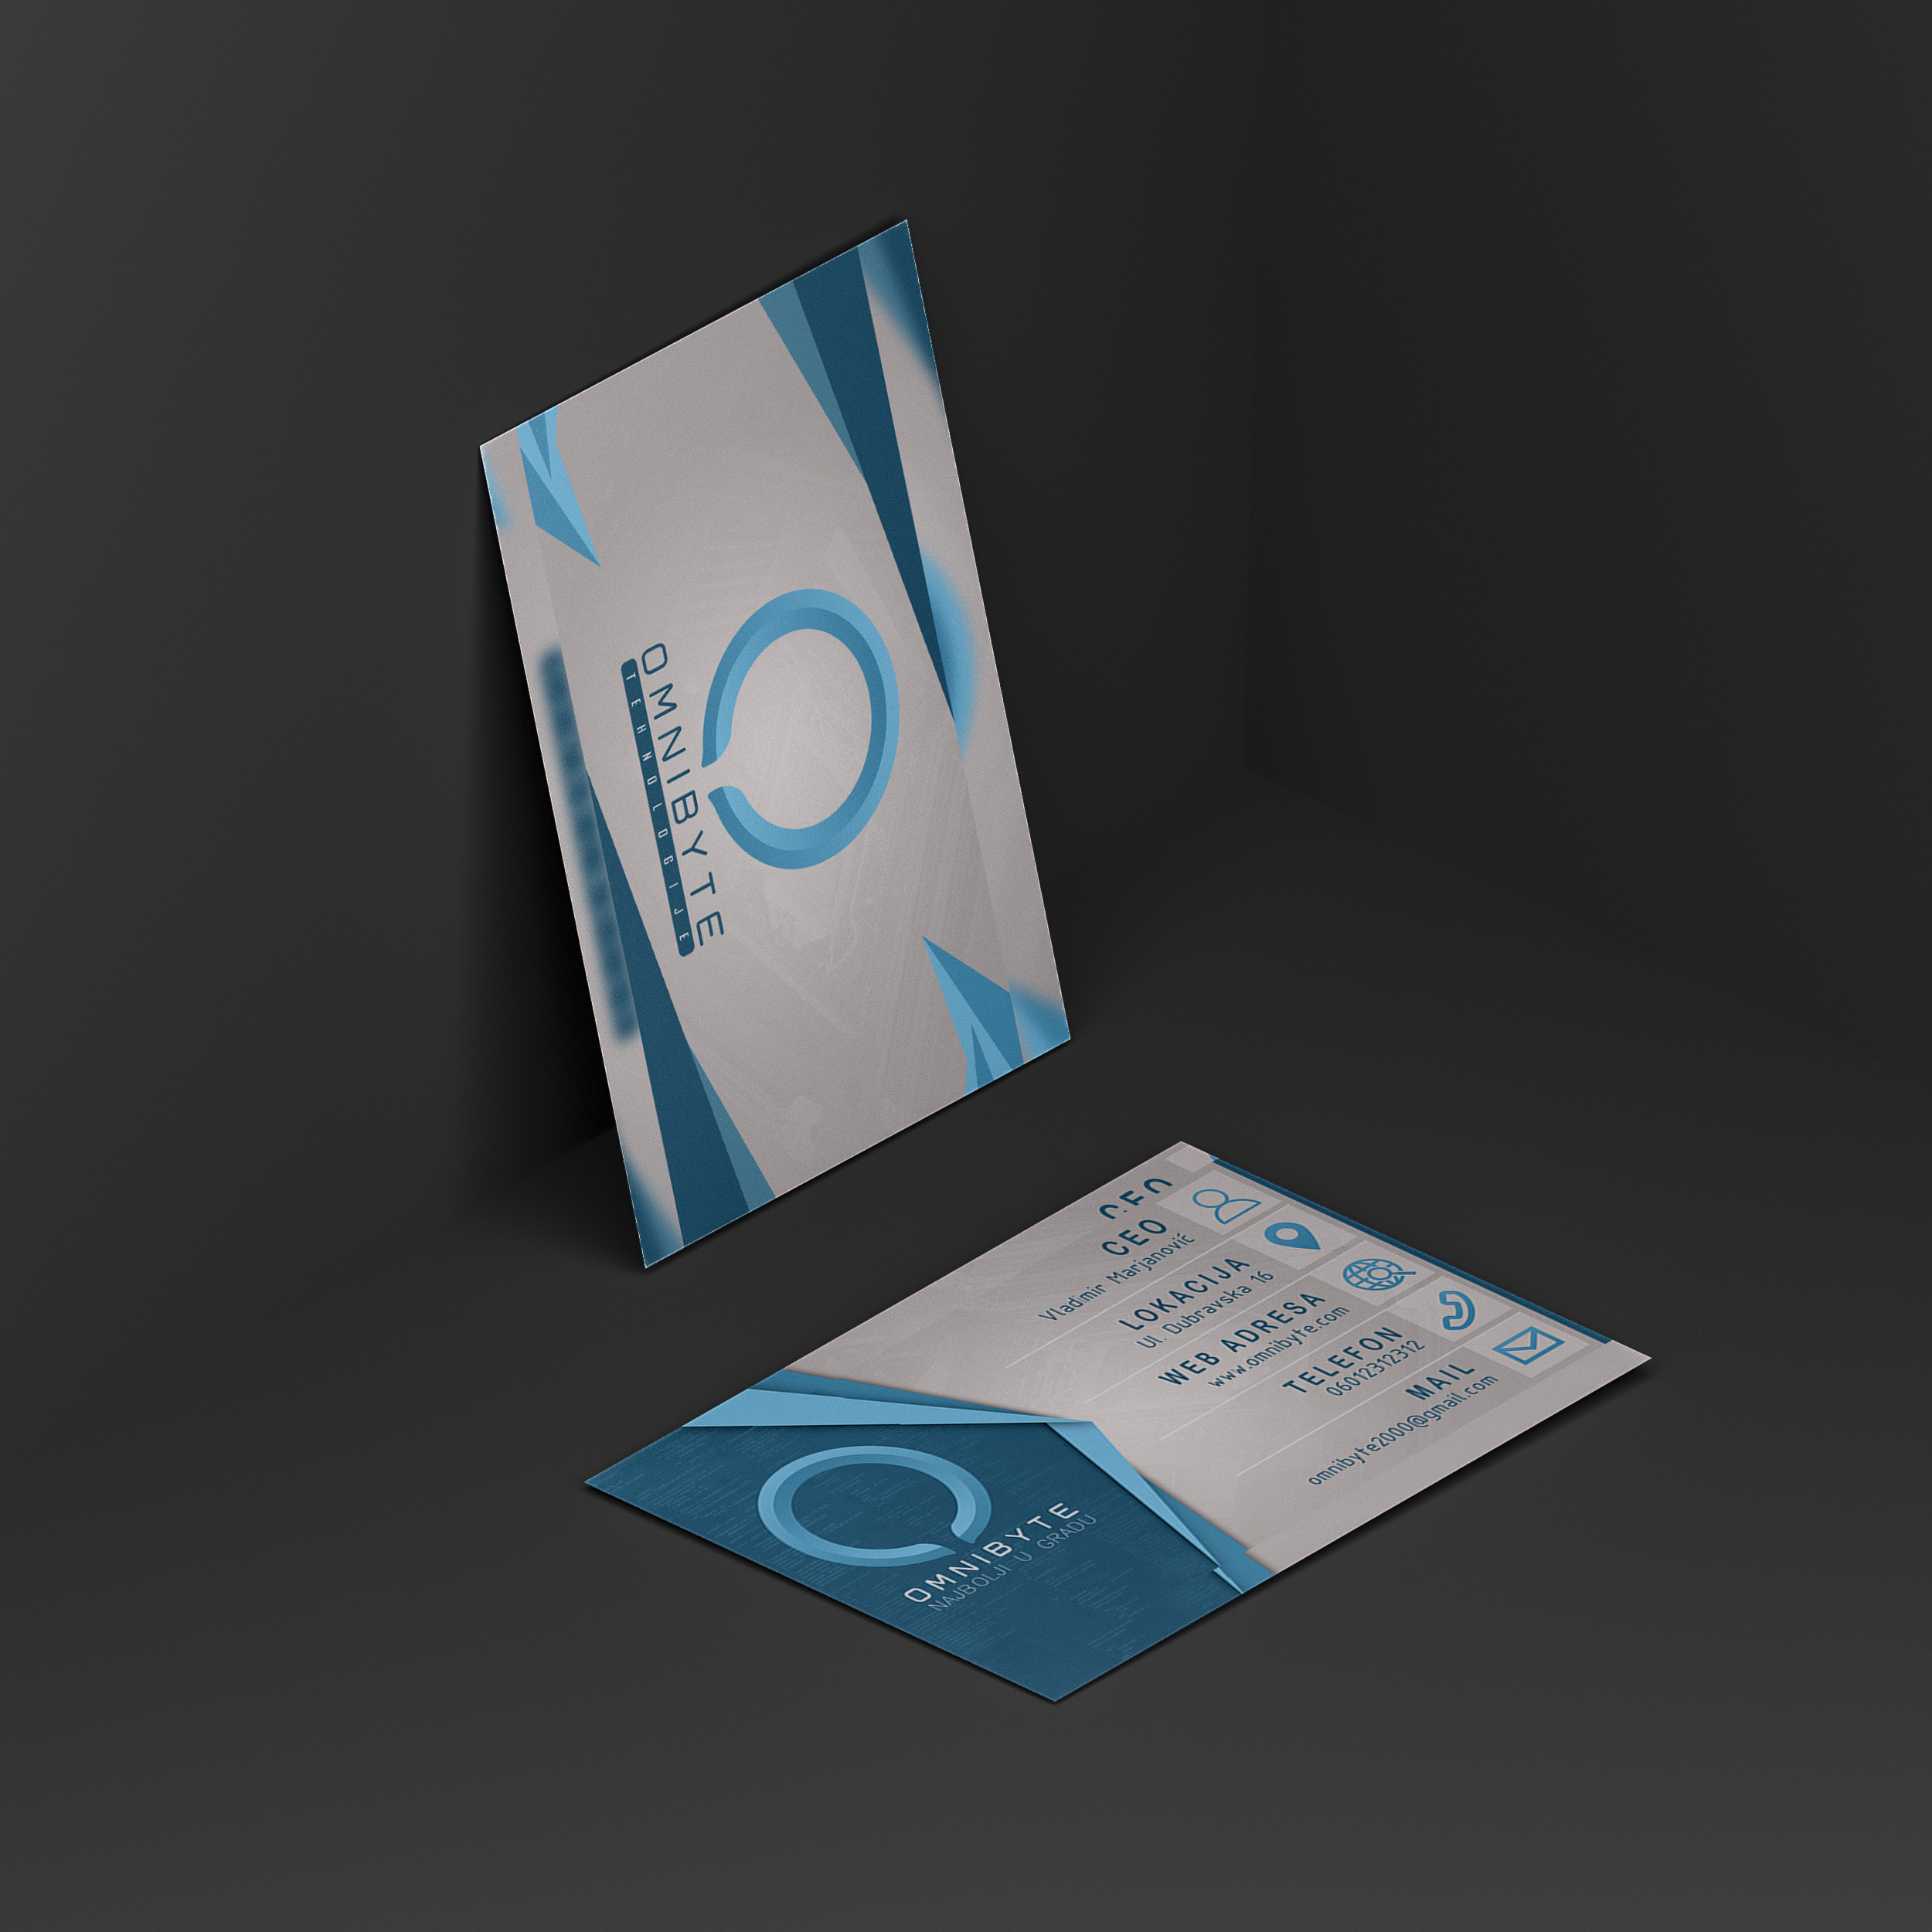 OMNIBYTE
TEHNOLOGIJE
CEO
CEO
Vladimir Marjanović
LOKACIJA
Ul. Dubravska 16
WEB ADRESA
www.omnibyte.com
TELEFON
06012312312
MAIL
omnibyte2000@gmail.com
OMNIBYTE
NAJBOLJI U GRADU